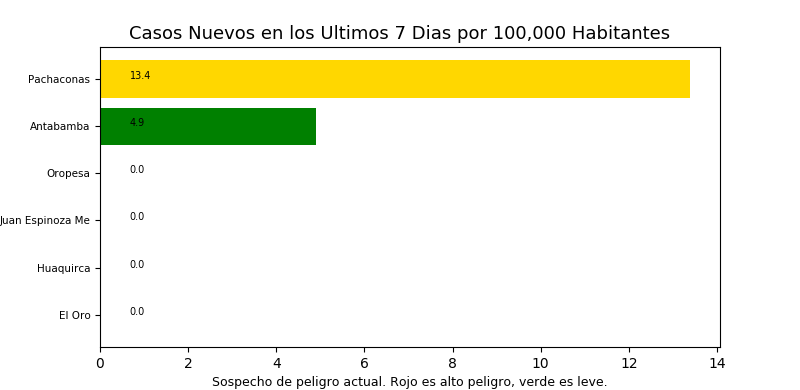 Casos Nuevos en los Ultimos 7 Dias por 100,000 Habitantes
Pachaconas 13.4
Antabamba 4.9
Oropesa 0.0
Juan Espinoza Me 0.0
Huaquirca 0.0
El Oro 0.0
0 2 4 6 8 10 12 14
Sospecho de peligro actual. Rojo es alto peligro, verde es leve.